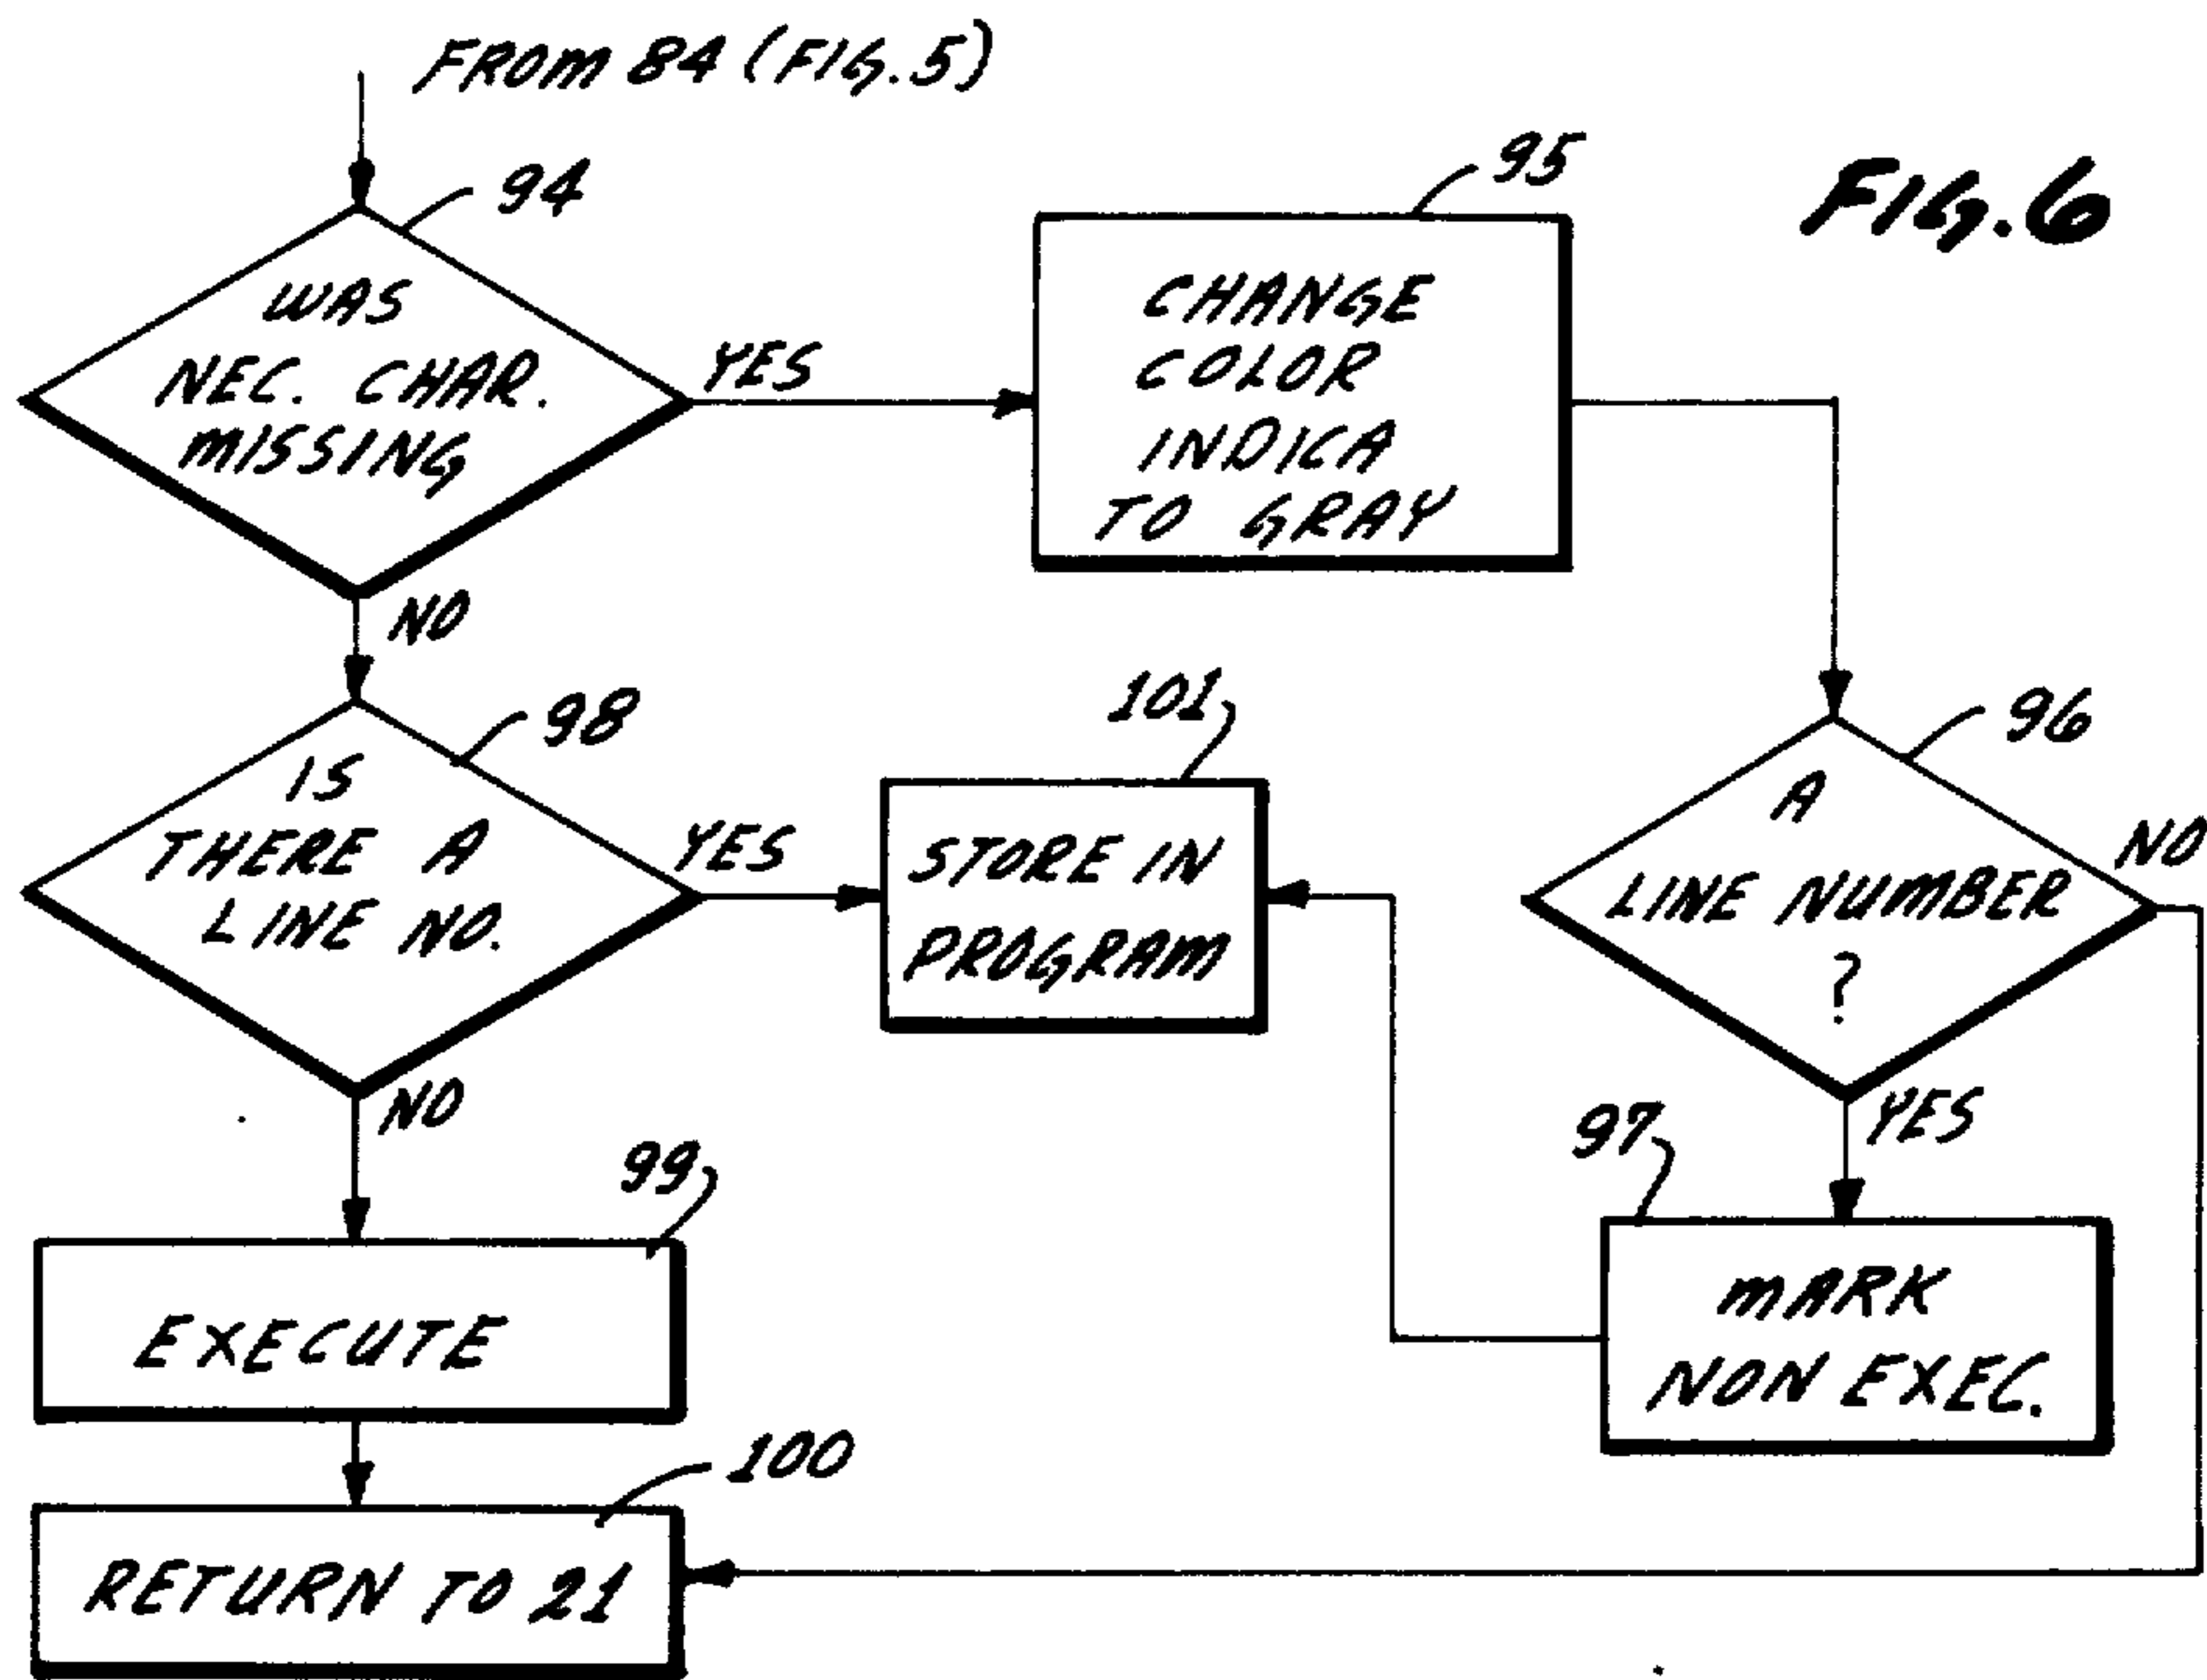 FROM 84 (FIG. 5)
94
WAS
NEC. CHAR.
MISSING
YES
95
CHANGE
COLOR
INDICA
TO GRAY
FIG. 6
NO
98
IS
THERE A
LINE NO.
YES
101
STORE IN
PROGRAM
96
A
LINE NUMBER
?
NO
YES
97
MARK
NON EXEC.
NO
99
EXECUTE
100
RETURN TO 21